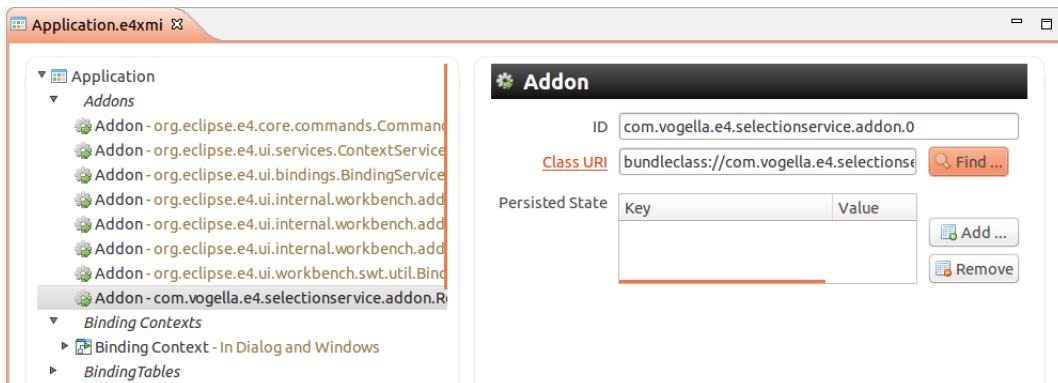 Application.e4xmi
Application
Addons
Addon - org.eclipse.e4.core.commands.Command
Addon - org.eclipse.e4.ui.services.ContextService
Addon - org.eclipse.e4.ui.bindings.BindingService
Addon - org.eclipse.e4.ui.internal.workbench.add
Addon - org.eclipse.e4.ui.internal.workbench.add
Addon - org.eclipse.e4.ui.internal.workbench.add
Addon - org.eclipse.e4.ui.workbench.swt.util.Bind
Addon - com.vogella.e4.selectionservice.addon.Re
Binding Contexts
Binding Context - In Dialog and Windows
BindingTables
Addon
ID com.vogella.e4.selectionservice.addon.0
Class URI bundleclass://com.vogella.e4.selectionse Find ...
Persisted State Key Value
Add ...
Remove